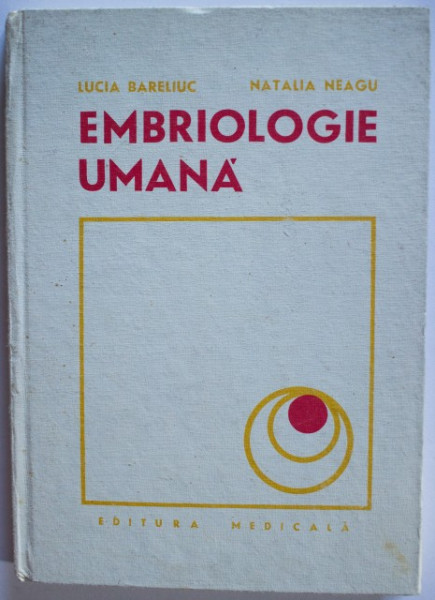 LUCIA BARELIUC NATALIA NEAGU
EMBRIOLOGIE
UMANĂ
EDITURA MEDICALĂ